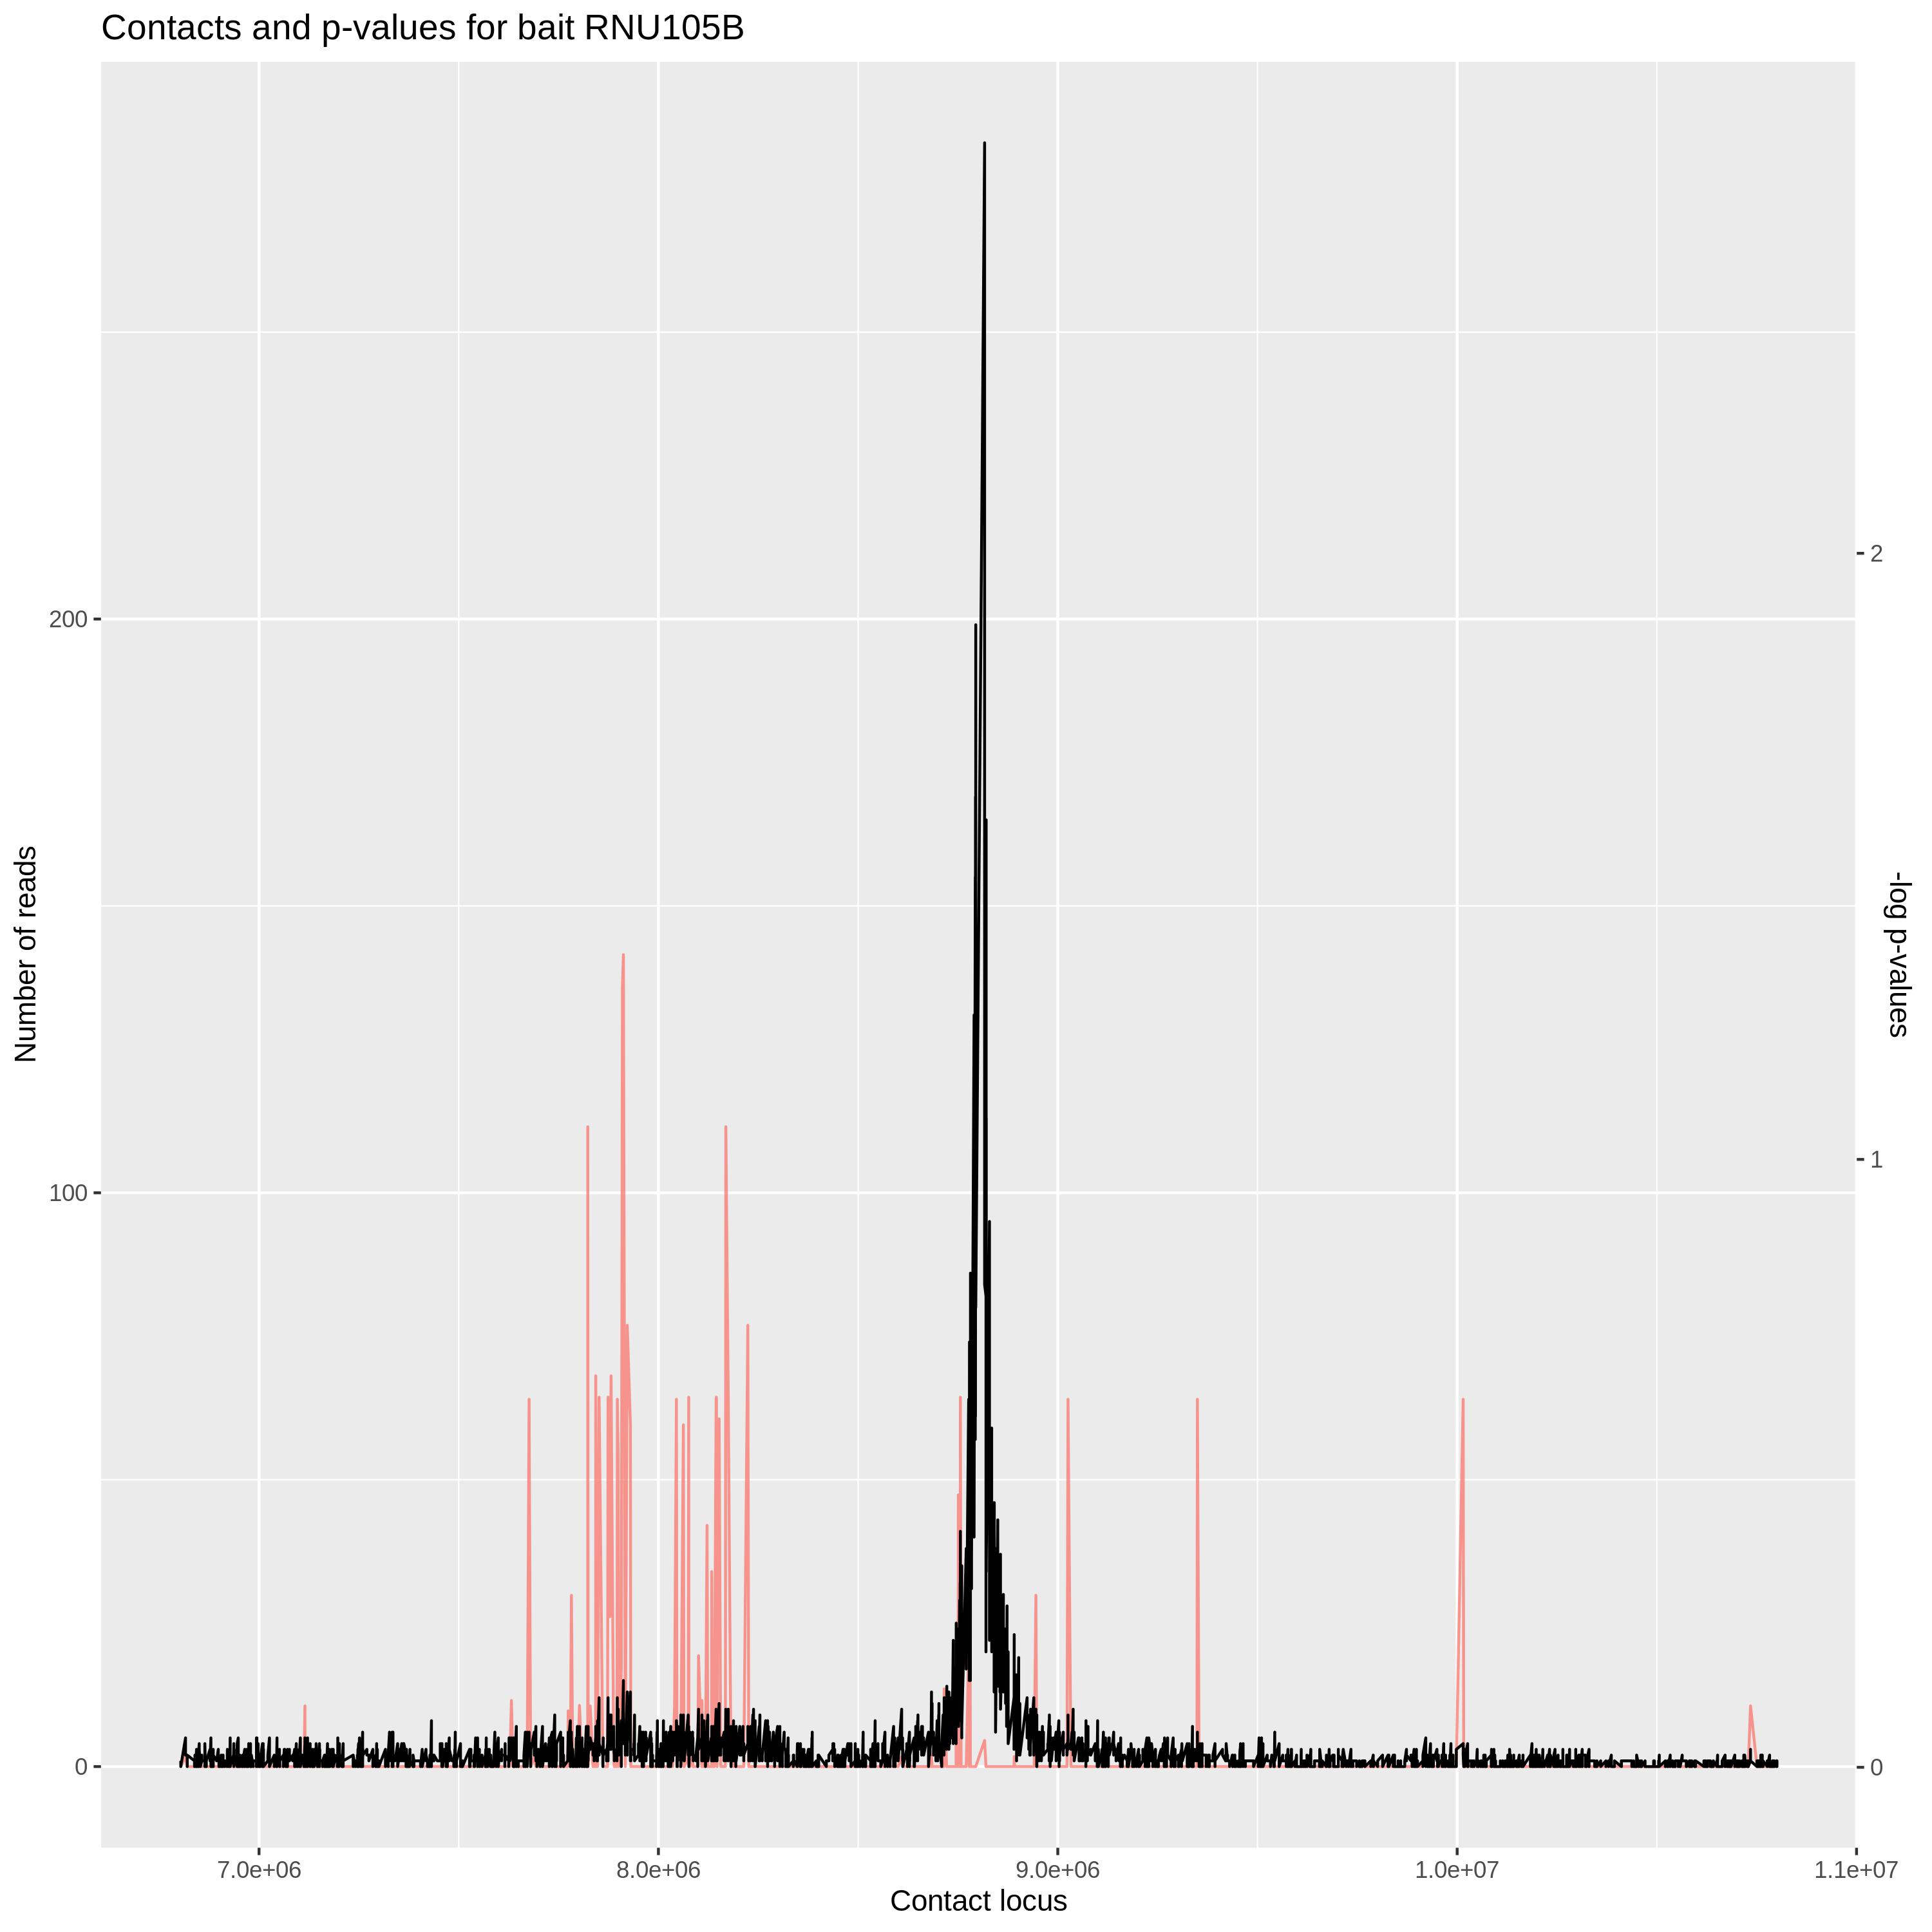 Contacts and p-values for bait RNU105B
Number of reads
200
100
0
2
1
0
-log p-values
7.0e+06
8.0e+06
9.0e+06
1.0e+07
1.1e+07
Contact locus